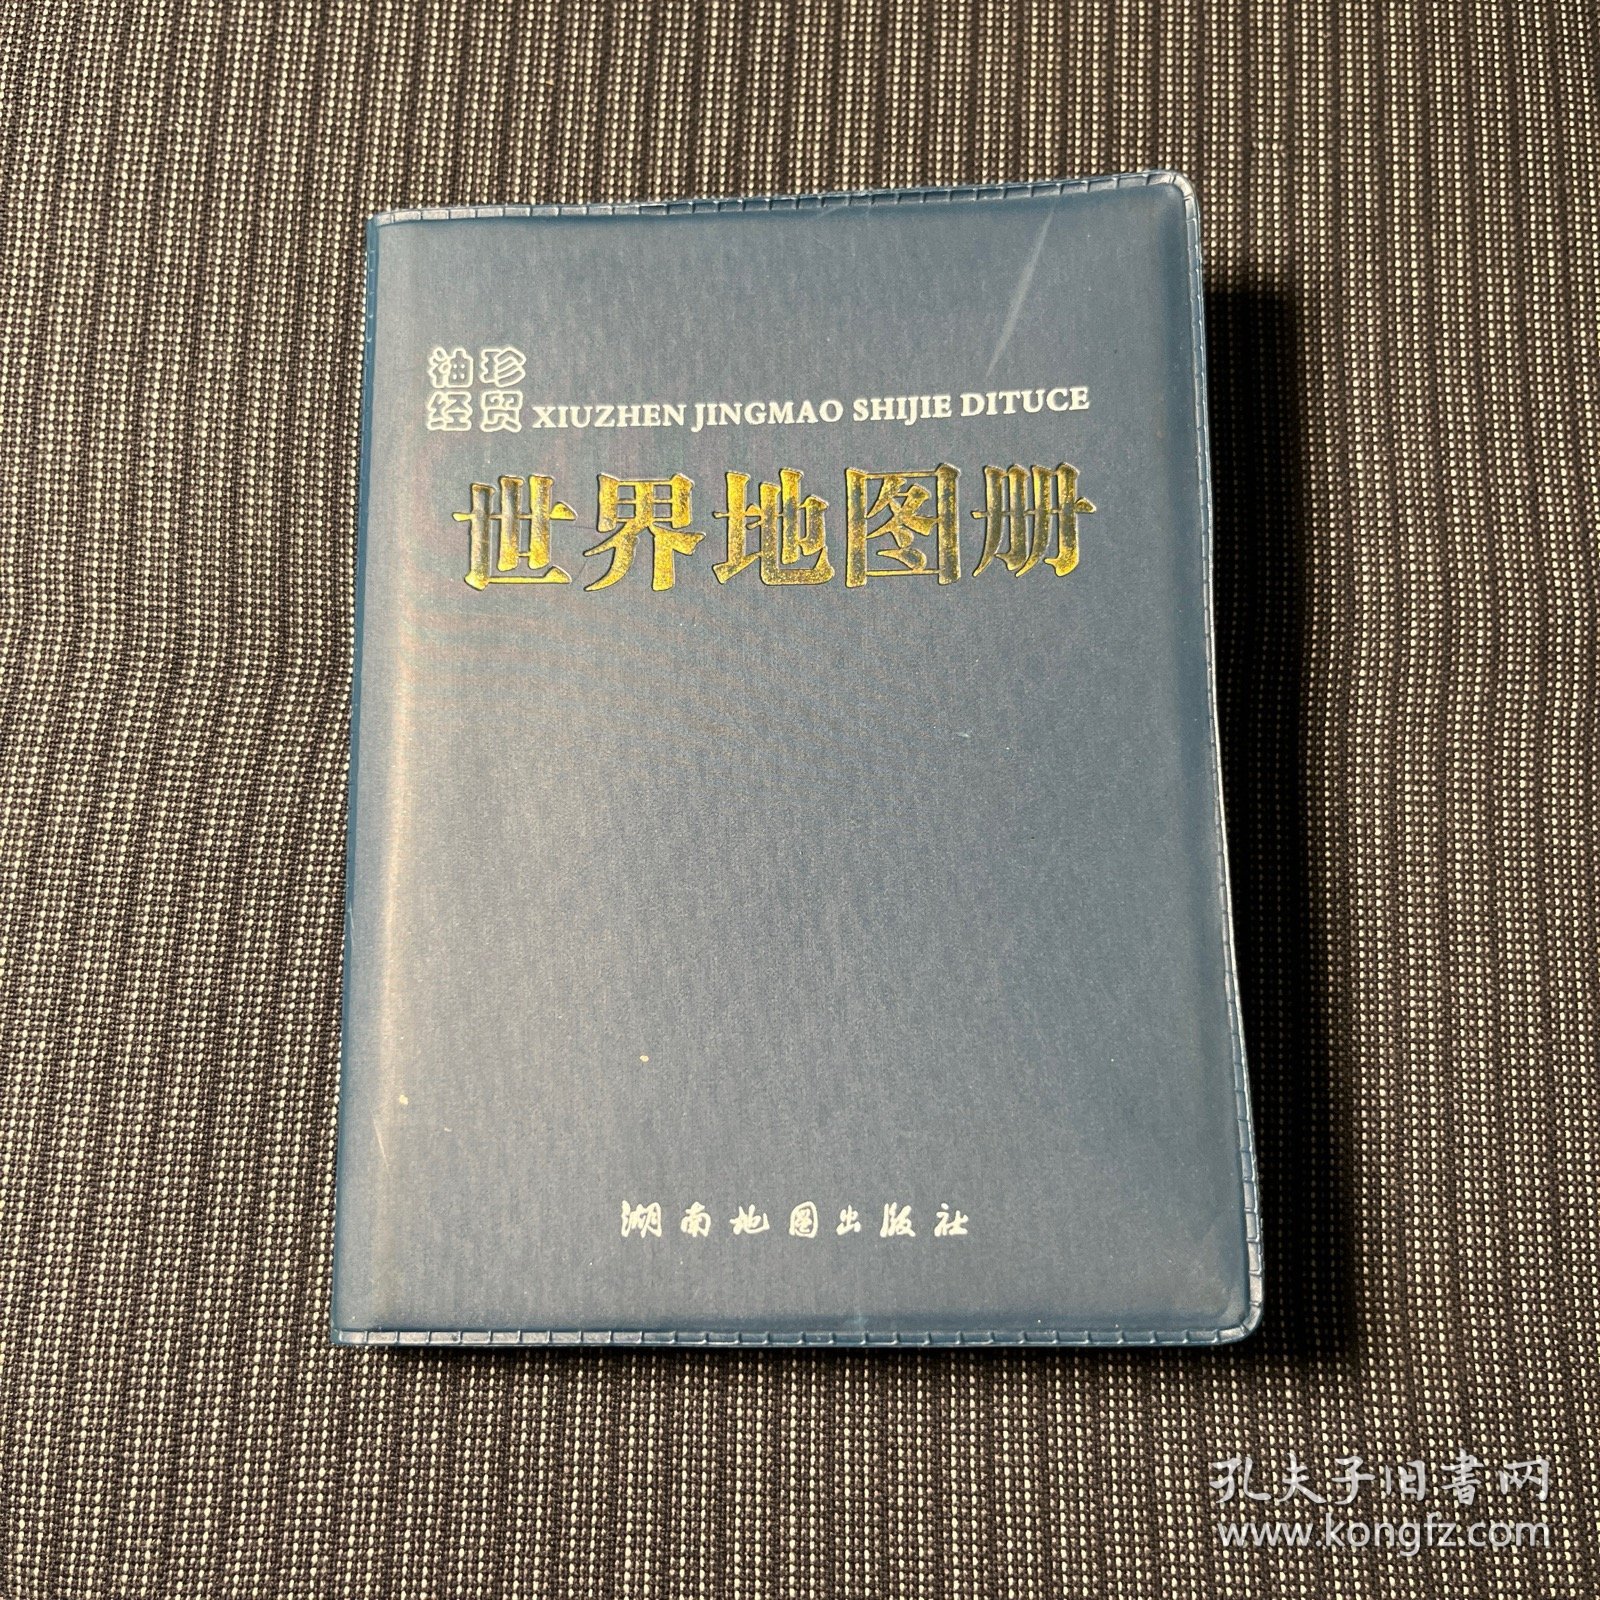 袖珍
经贸 XIUZHEN JINGMAO SHIJIE DITUCE
世界地图册
湖南地图出版社
孔夫子旧书网
www.kongfz.com